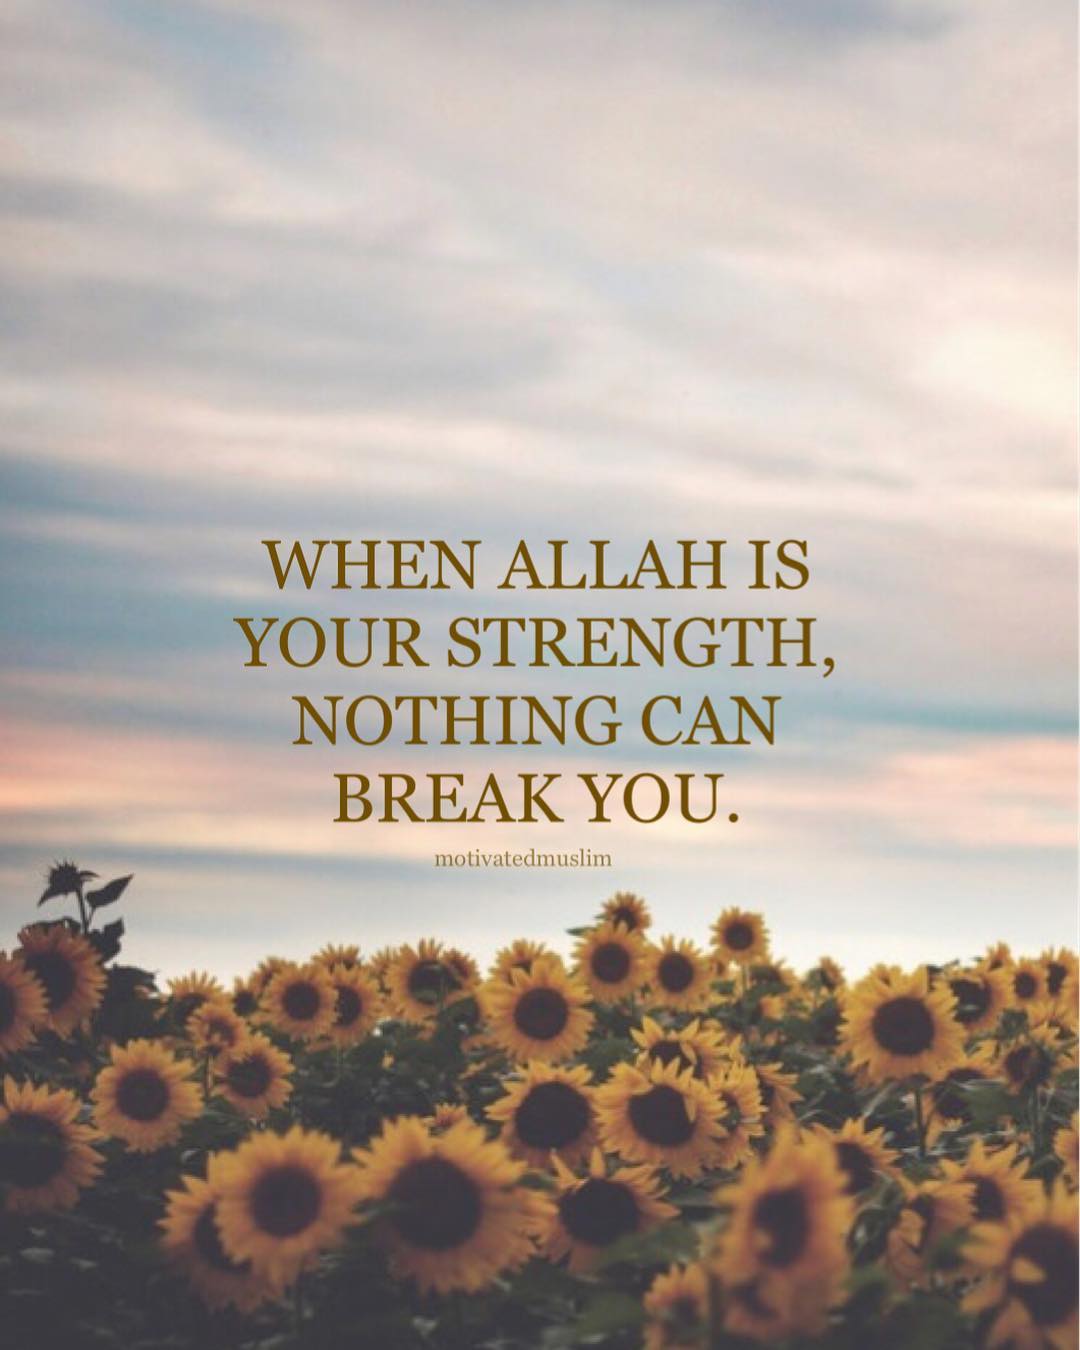 WHEN ALLAH IS
YOUR STRENGTH,
NOTHING CAN
BREAK YOU.
motivatedmuslim